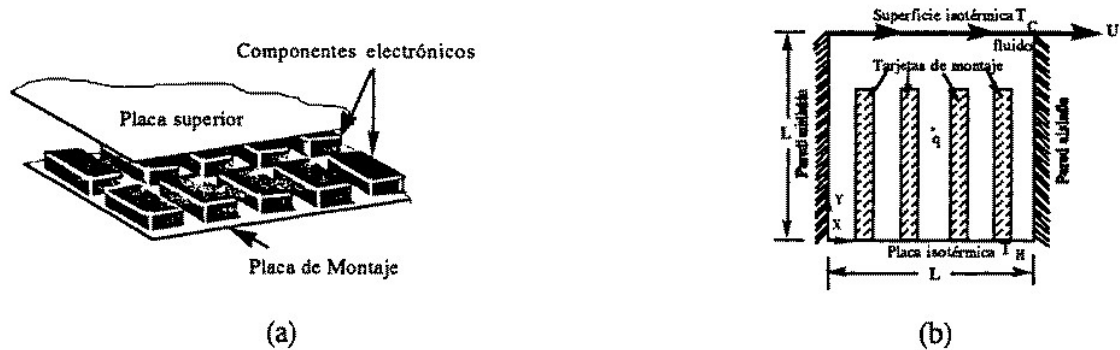 Componentes electrónicos
Placa superior
Placa de Montaje
(a)
Superficie isotérmica T
C
U
fluido
Tarjetas de montaje
Pared aislada
L
q
Pared aislada
Y
X
Placa isotérmica T
H
L
(b)